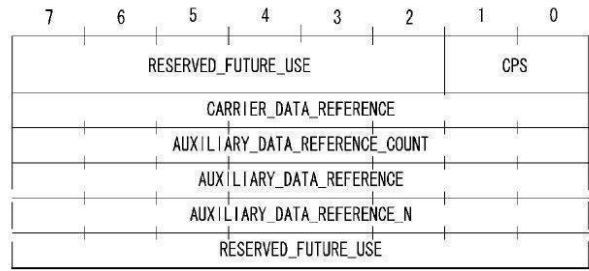 7 6 5 4 3 2 1 0
RESERVED_FUTURE_USE CPS
CARRIER_DATA_REFERENCE
AUXILIARY_DATA_REFERENCE_COUNT
AUXILIARY_DATA_REFERENCE
AUXILIARY_DATA_REFERENCE_N
RESERVED_FUTURE_USE